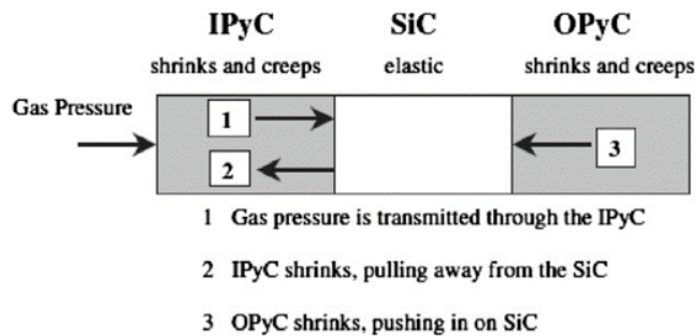 IPyC SiC OPyC
shrinks and creeps elastic shrinks and creeps
Gas Pressure
1
2
3
1 Gas pressure is transmitted through the IPyC
2 IPyC shrinks, pulling away from the SiC
3 OPyC shrinks, pushing in on SiC